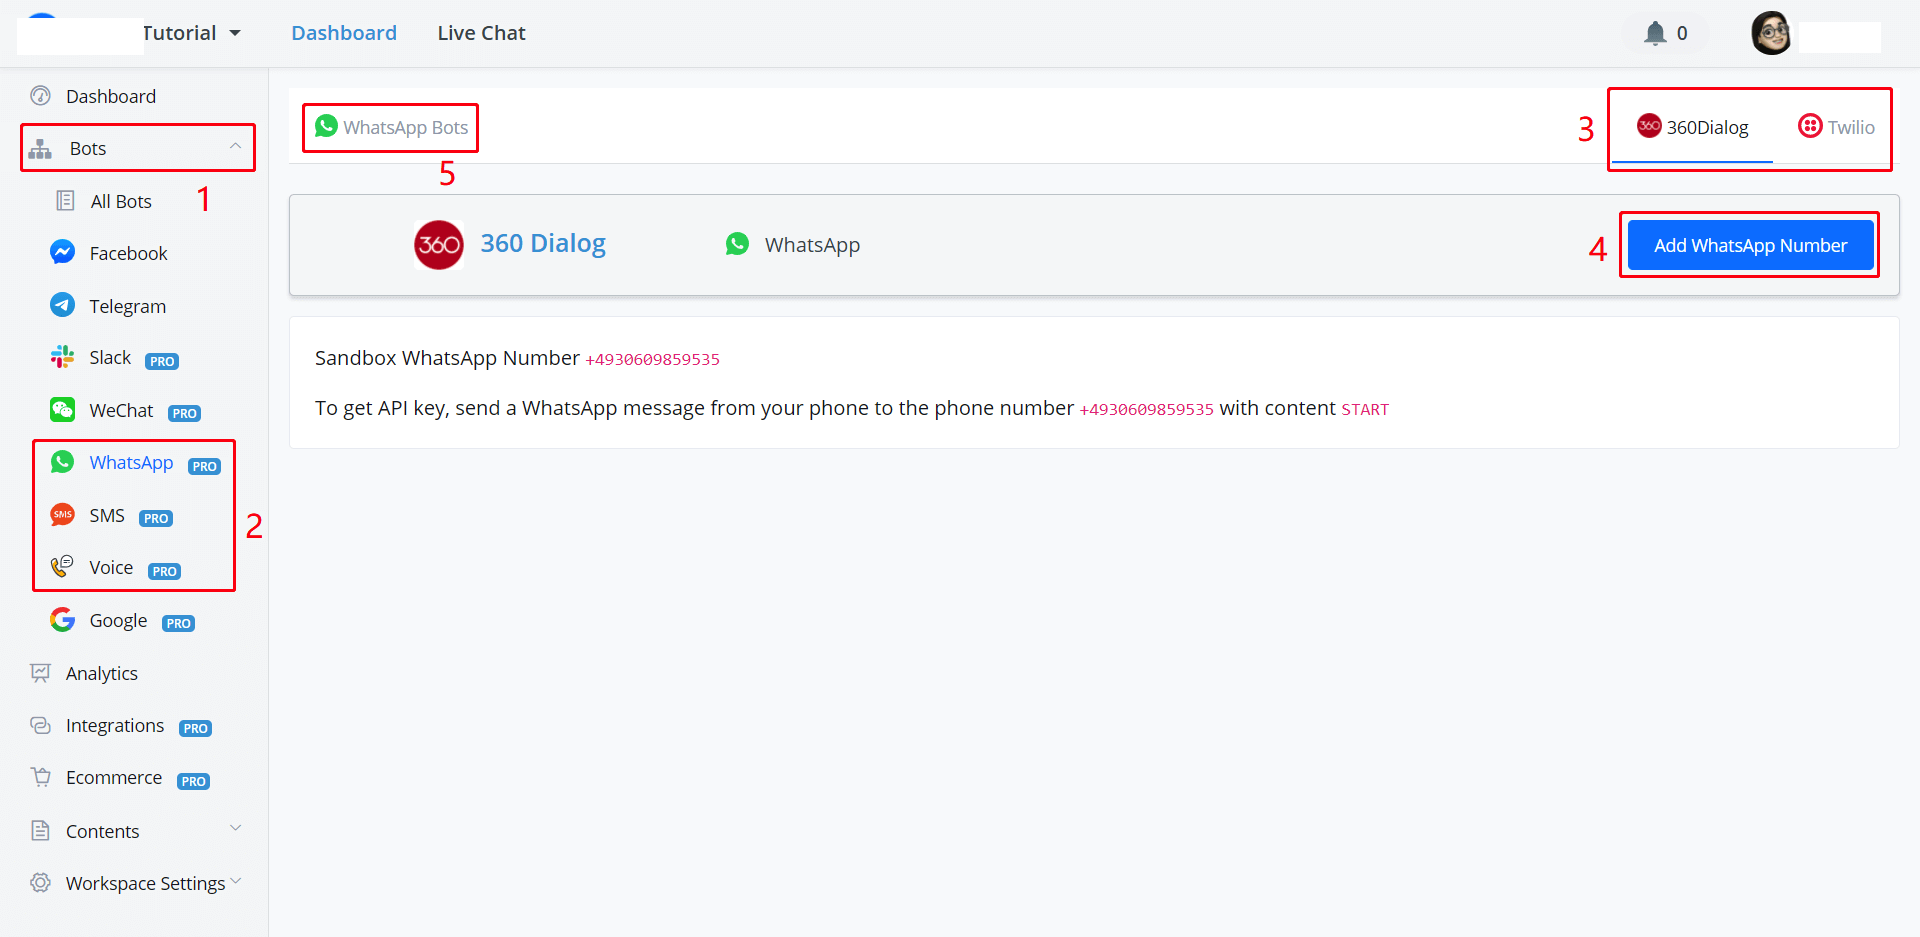 Tutorial
Dashboard
Live Chat
0
Dashboard
Bots
1
All Bots
Facebook
Telegram
Slack PRO
WeChat PRO
WhatsApp PRO
SMS SMS PRO
2
Voice PRO
Google PRO
Analytics
Integrations PRO
Ecommerce PRO
Contents
Workspace Settings
WhatsApp Bots
5
3
360 360Dialog
Twilio
360 360 Dialog
WhatsApp
4
Add WhatsApp Number
Sandbox WhatsApp Number +4930609859535
To get API key, send a WhatsApp message from your phone to the phone number +4930609859535 with content START